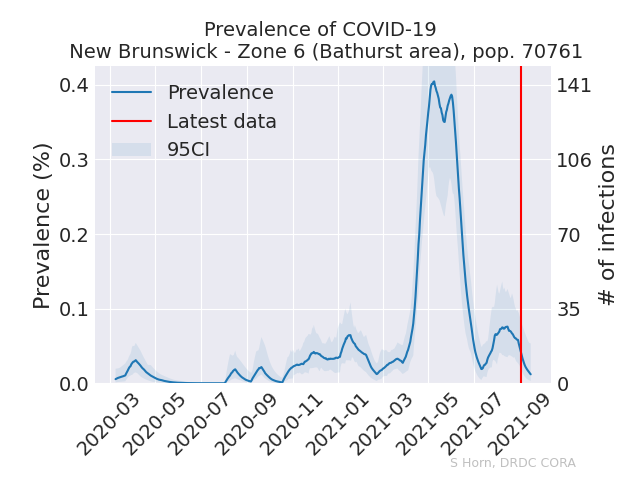 Prevalence of COVID-19
New Brunswick - Zone 6 (Bathurst area), pop. 70761
Prevalence
Latest data
95CI
Prevalence (%)
0.4
0.3
0.2
0.1
0.0
141
106
70
35
0
# of infections
2020-03
2020-05
2020-07
2020-09
2020-11
2021-01
2021-03
2021-05
2021-07
2021-09
S Horn, DRDC CORA